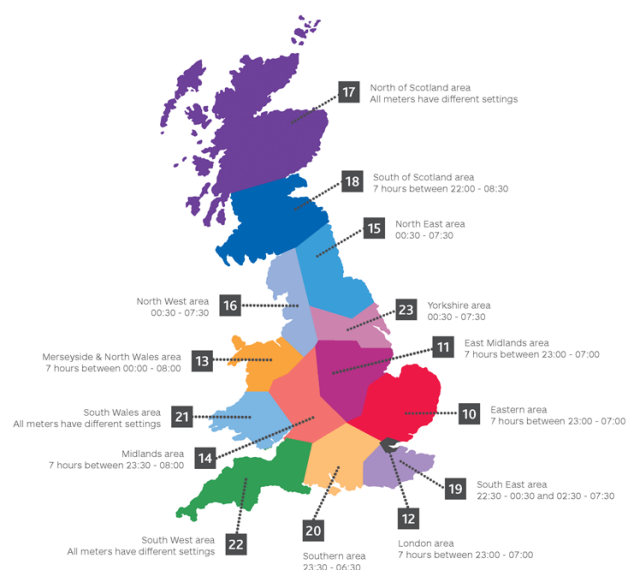 17
North of Scotland area
All meters have different settings
18
South of Scotland area
7 hours between 22:00 - 08:30
15
North East area
00:30 - 07:30
North West area
00:30 - 07:30
16
23
Yorkshire area
00:30 - 07:30
11
East Midlands area
7 hours between 23:00 - 07:00
Merseyside & North Wales area
7 hours between 00:00 - 08:00
13
10
Eastern area
7 hours between 23:00 - 07:00
South Wales area
All meters have different settings
21
Midlands area
7 hours between 23:30 - 08:00
14
19
South East area
22:30 - 00:30 and 02:30 - 07:30
12
London area
7 hours between 23:00 - 07:00
20
Southern area
23:30 - 06:30
South West area
All meters have different settings
22